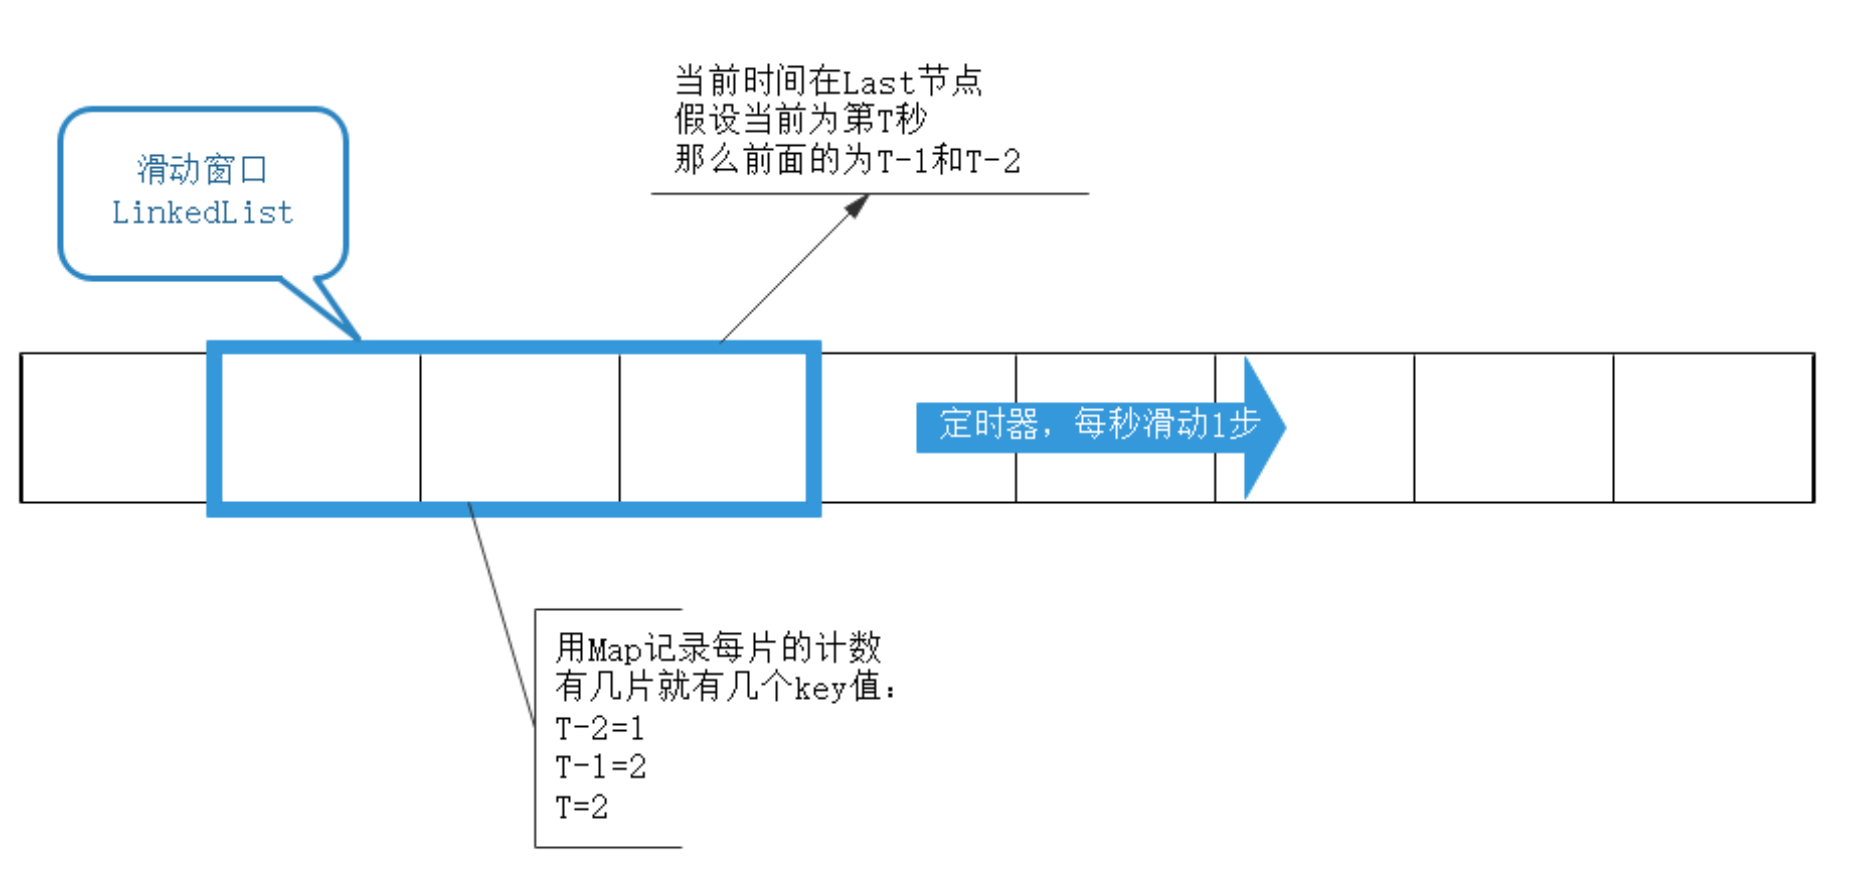 当前时间在Last节点
假设当前为第T秒
那么前面的为T-1和T-2
滑动窗口
LinkedList
定时器，每秒滑动1步
用Map记录每片的计数
有几片就有几个key值：
T-2=1
T-1=2
T=2